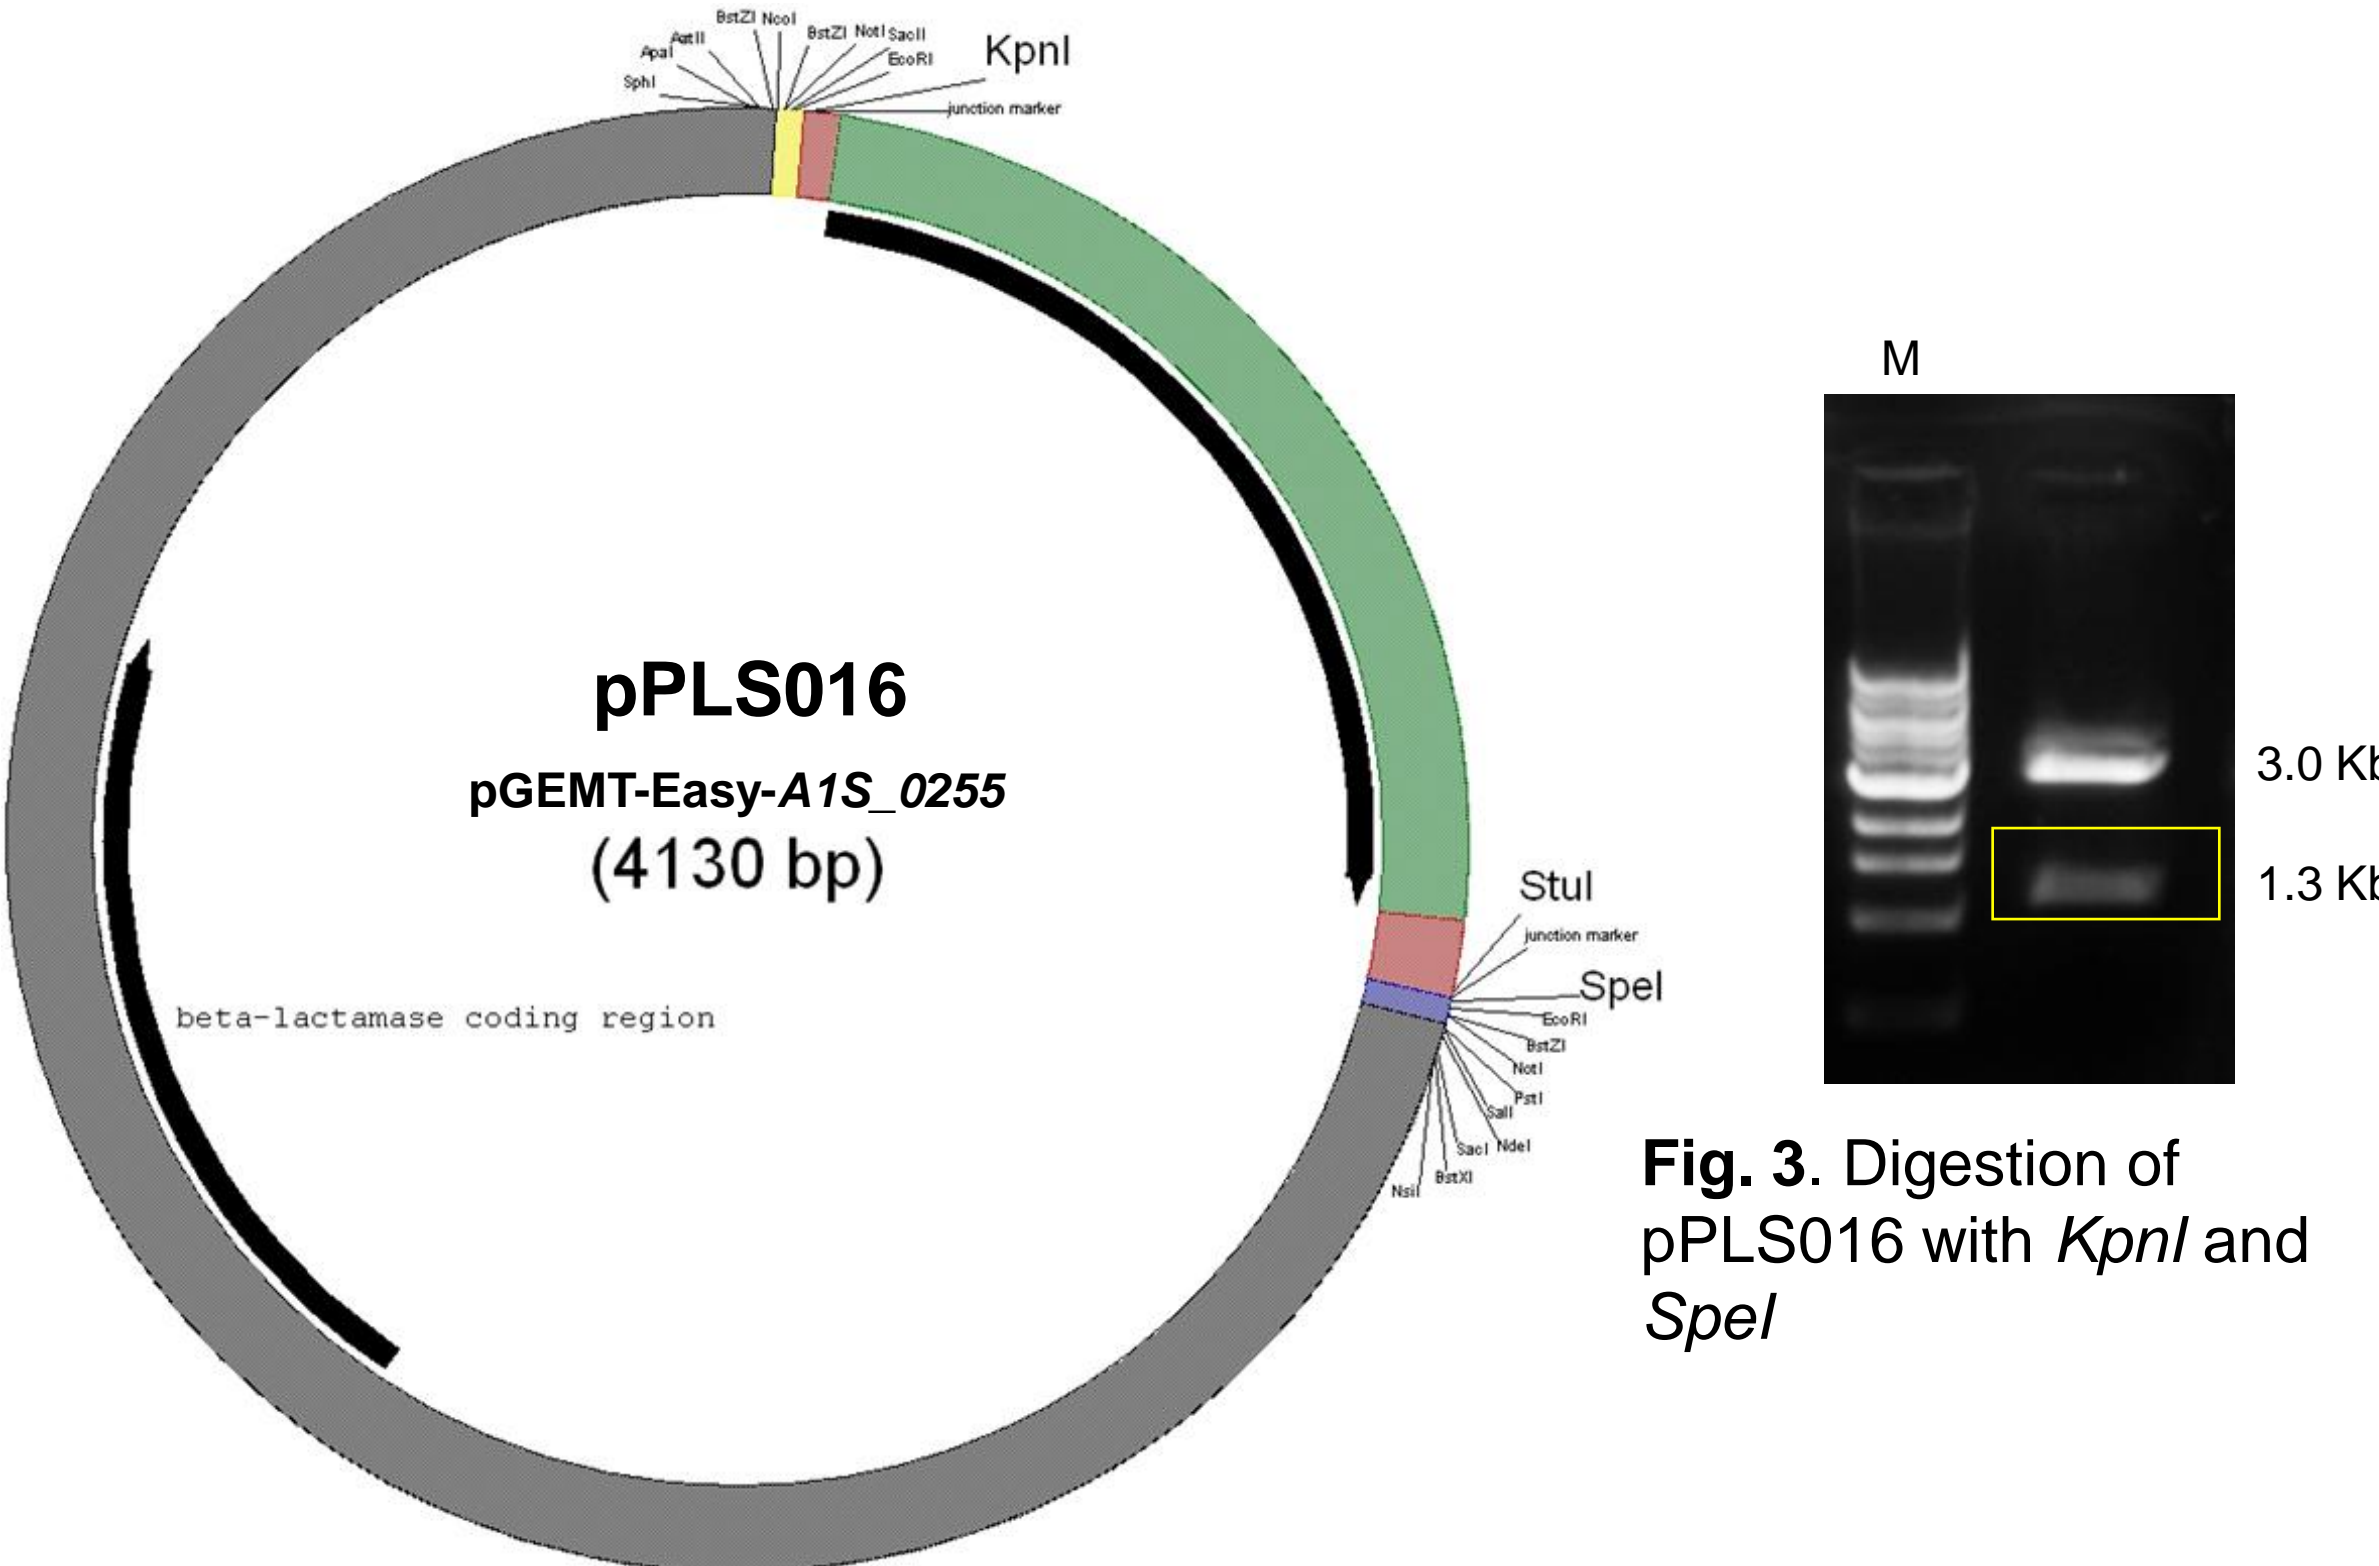 BstZI NcoI
AatII
BstZI NotI SacII
ApaI
EcoRI
KpnI
SphI
junction marker
M
pPLS016
pGEMT-Easy-A1S_0255
(4130 bp)
3.0 Kb
1.3 Kb
StuI
junction marker
SpeI
EcoRI
BstZI
NotI
PstI
SalI
NdeI
SacI
BstXI
NsiI
beta-lactamase coding region
Fig. 3. Digestion of
pPLS016 with KpnI and
SpeI